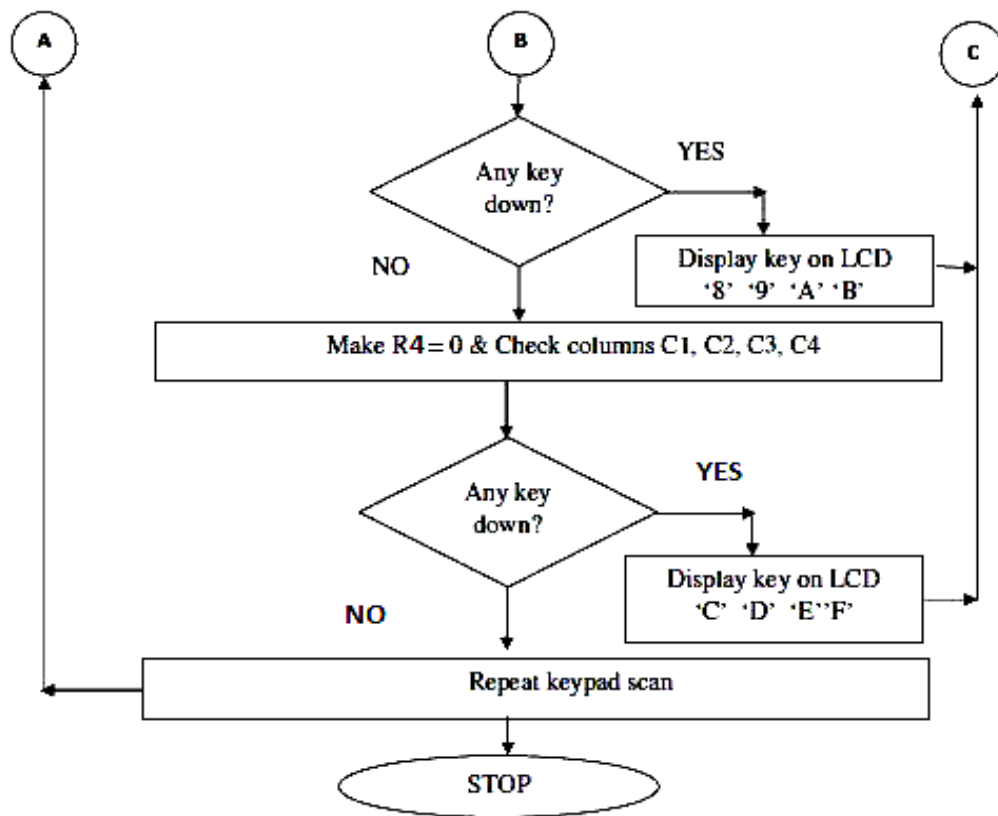 A
B
C
Any key
down?
YES
NO
Display key on LCD
‘8’ ‘9’ ‘A’ ‘B’
Make R4 = 0 & Check columns C1, C2, C3, C4
Any key
down?
YES
NO
Display key on LCD
‘C’ ‘D’ ‘E’’F’
Repeat keypad scan
STOP